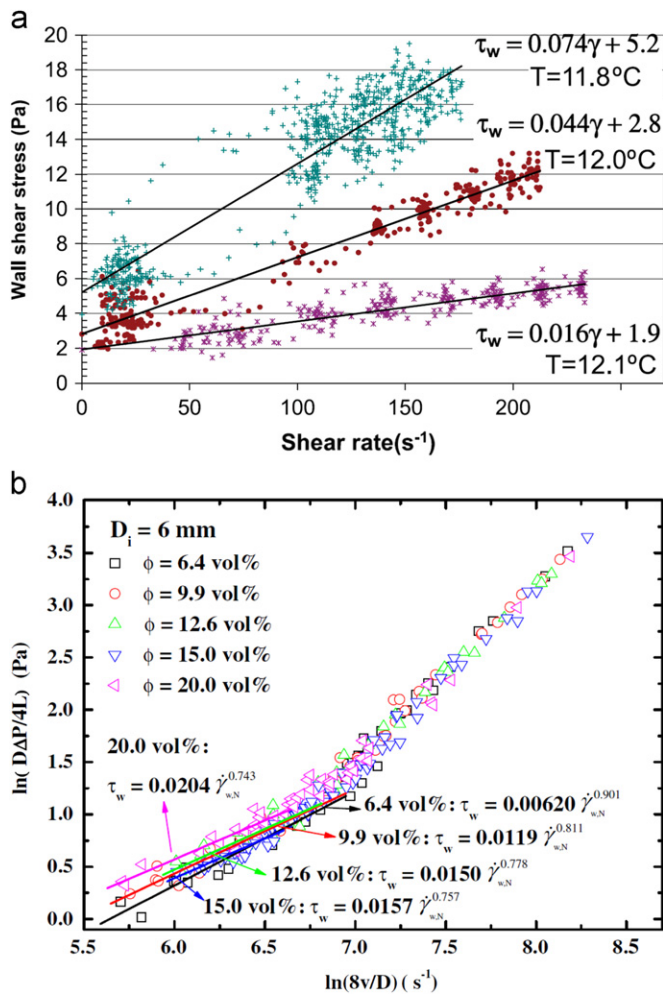 a
20
18
16
14
12
10
8
6
4
2
0
Wall shear stress (Pa)
0
50
100
150
200
Shear rate(s⁻¹)
τw = 0.074γ + 5.2
T=11.8°C
τw = 0.044γ + 2.8
T=12.0°C
τw = 0.016γ + 1.9
T=12.1°C
b
4.0
3.5
3.0
2.5
2.0
1.5
1.0
0.5
0.0
ln( DΔP/4L) (Pa)
Di = 6 mm
ϕ = 6.4 vol%
ϕ = 9.9 vol%
ϕ = 12.6 vol%
ϕ = 15.0 vol%
ϕ = 20.0 vol%
20.0 vol%:
τw = 0.0204 γ̇w,N^0.743
6.4 vol%: τw = 0.00620 γ̇w,N^0.901
9.9 vol%: τw = 0.0119 γ̇w,N^0.811
12.6 vol%: τw = 0.0150 γ̇w,N^0.778
15.0 vol%: τw = 0.0157 γ̇w,N^0.757
5.5
6.0
6.5
7.0
7.5
8.0
8.5
ln(8v/D) ( s⁻¹)